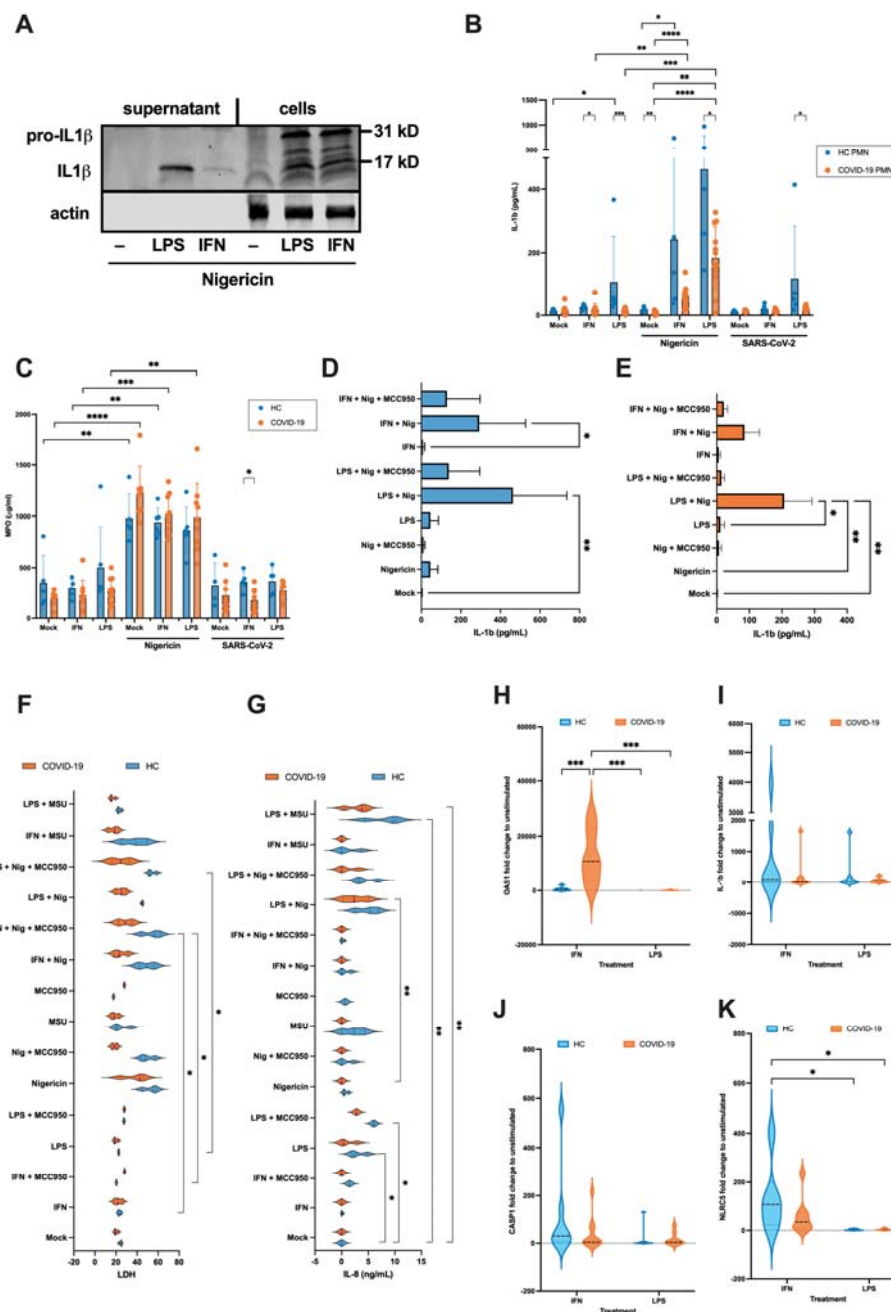 A
supernatant cells
pro-IL1β 31 kD
17 kD
IL1β
actin
– LPS IFN – LPS IFN
Nigericin
B
* 
****
**
***
**
* ****
* *** ** * *
IL-1b (pg/mL)
1500
1300
1100
900
700
500
400
200
0
HC PMN
COVID-19 PMN
Mock IFN LPS Mock IFN LPS Mock IFN LPS
Nigericin SARS-CoV-2
C
**
***
**
****
**
*
MPO (µg/ml)
2000
1500
1000
500
0
HC
COVID-19
Mock IFN LPS Mock IFN LPS Mock IFN LPS
Nigericin SARS-CoV-2
D
IFN + Nig + MCC950
IFN + Nig
IFN
LPS + Nig + MCC950
LPS + Nig
LPS
Nig + MCC950
Nigericin
Mock
*
**
0 200 400 600 800
IL-1b (pg/mL)
E
IFN + Nig + MCC950
IFN + Nig
IFN
LPS + Nig + MCC950
LPS + Nig
LPS
Nig + MCC950
Nigericin
Mock
*
**
**
0 100 200 300 400
IL-1b (pg/mL)
F
COVID-19 HC
LPS + MSU
IFN + MSU
S + Nig + MCC950
LPS + Nig
N + Nig + MCC950
IFN + Nig
MCC950
MSU
Nig + MCC950
Nigericin
LPS + MCC950
LPS
IFN + MCC950
IFN
Mock
* * *
-20 0 20 40 60 80
LDH
G
COVID-19 HC
LPS + MSU
IFN + MSU
LPS + Nig + MCC950
LPS + Nig
IFN + Nig + MCC950
IFN + Nig
MCC950
MSU
Nig + MCC950
Nigericin
LPS + MCC950
LPS
IFN + MCC950
IFN
Mock
**
** **
* *
-5 0 5 10 15
IL-8 (ng/mL)
H
HC COVID-19
***
*** ***
OAS1 fold change to unstimulated
60000
40000
20000
0
-20000
IFN LPS
Treatment
I
HC COVID-19
IL-1b fold change to unstimulated
6000
5000
4000
3000
2000
1000
0
-1000
-2000
IFN LPS
Treatment
J
HC COVID-19
CASP1 fold change to unstimulated
800
600
400
200
0
-200
IFN LPS
Treatment
K
HC COVID-19
*
*
NLRC5 fold change to unstimulated
800
600
400
200
0
-200
IFN LPS
Treatment